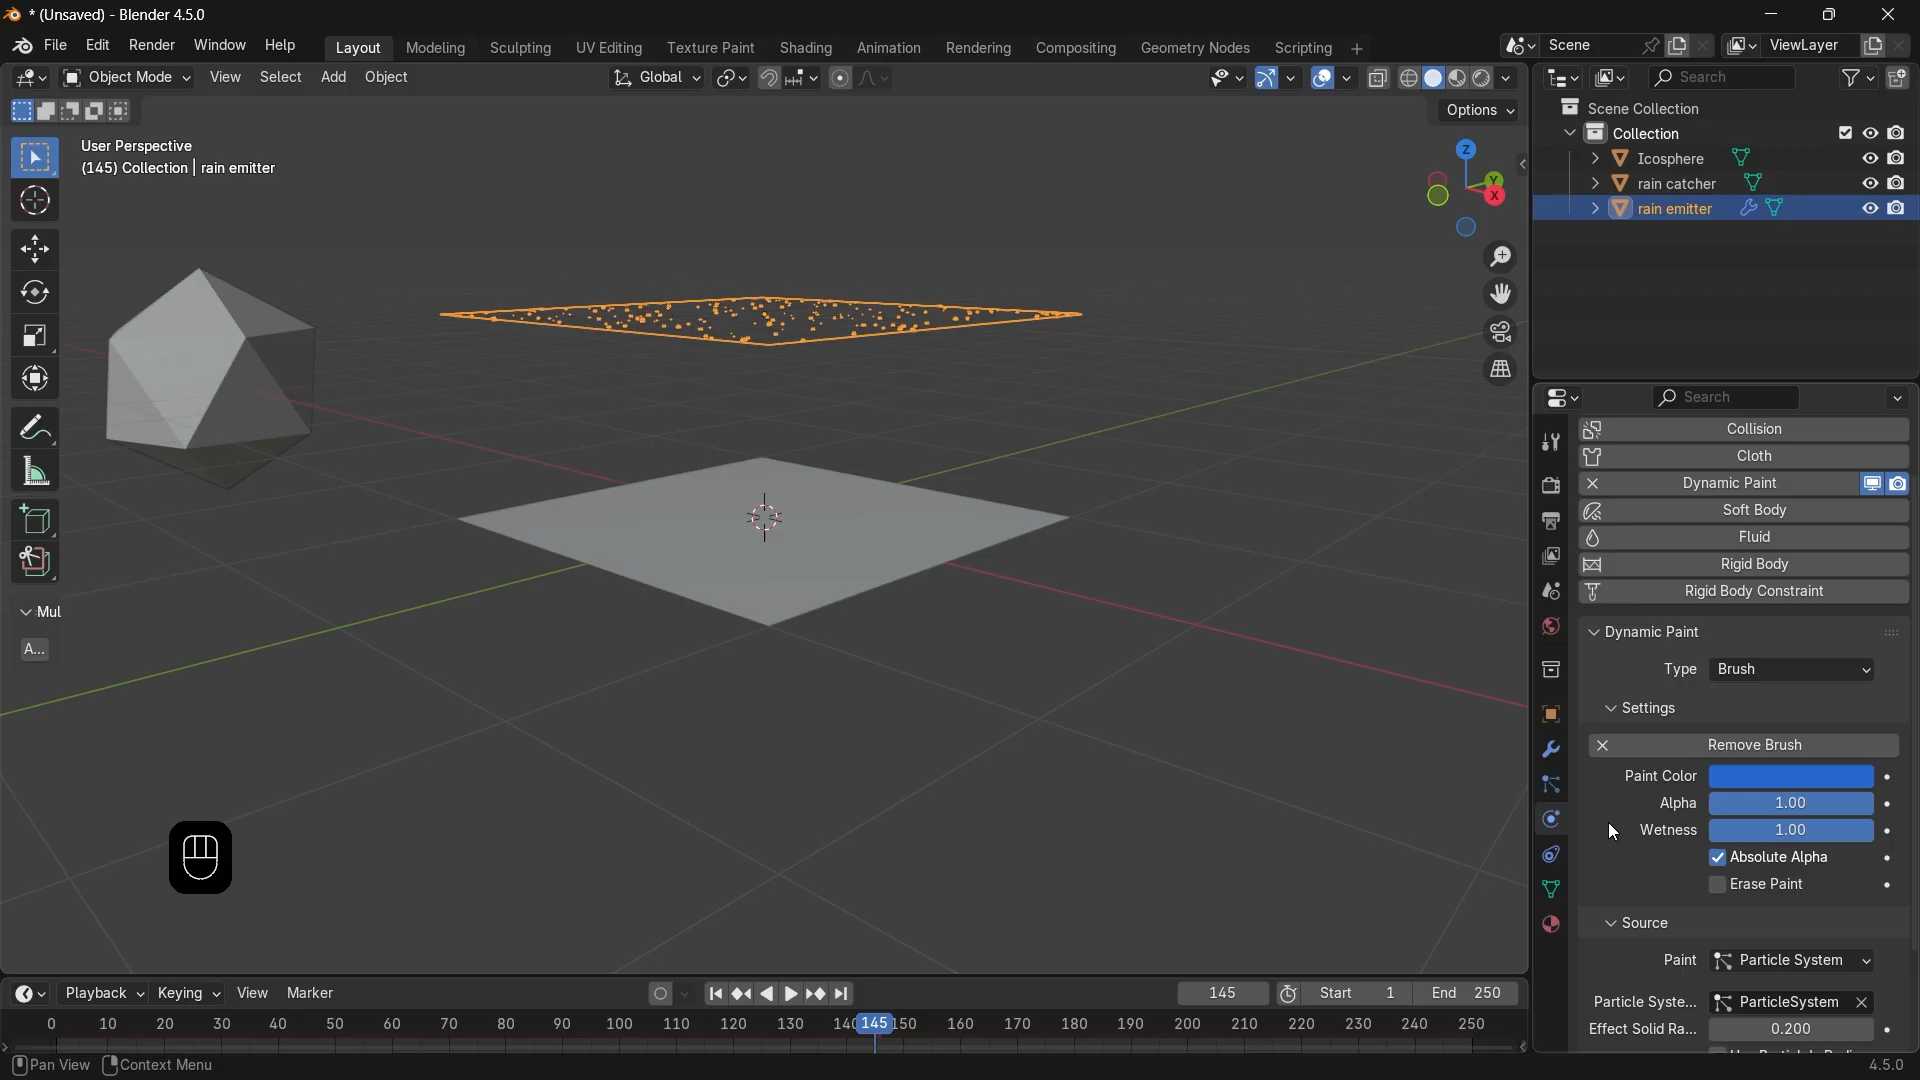 * (Unsaved) - Blender 4.5.0
File Edit Render Window Help
Layout Modeling Sculpting UV Editing Texture Paint Shading Animation Rendering Compositing Geometry Nodes Scripting +
Scene
ViewLayer
Object Mode View Select Add Object
Global
Search
Options
User Perspective
(145) Collection | rain emitter
Z
Y
X
Scene Collection
Collection
Icosphere
rain catcher
rain emitter
Search
Collision
Cloth
Dynamic Paint
Soft Body
Fluid
Rigid Body
Rigid Body Constraint
Dynamic Paint
Type Brush
Settings
Remove Brush
Paint Color
Alpha 1.00
Wetness 1.00
Absolute Alpha
Erase Paint
Source
Paint Particle System
Particle Syste... ParticleSystem
Effect Solid Ra... 0.200
Mul
A...
Playback Keying View Marker
145 Start 1 End 250
0 10 20 30 40 50 60 70 80 90 100 110 120 130 145 150 160 170 180 190 200 210 220 230 240 250
Pan View Context Menu
4.5.0